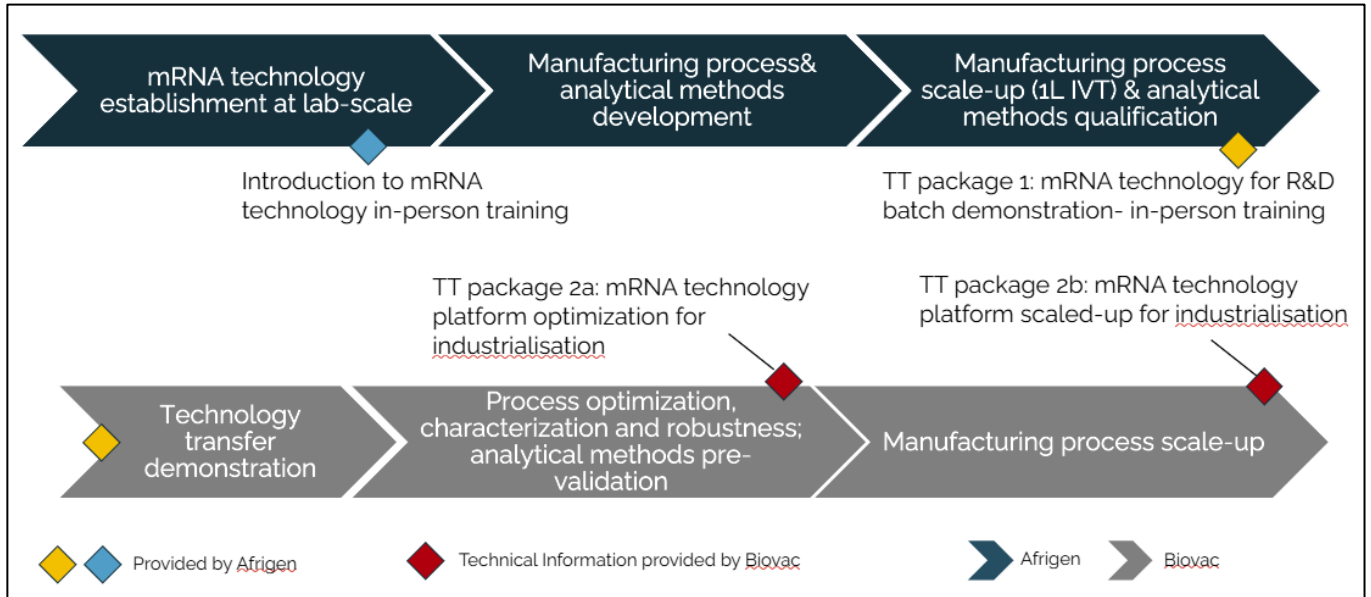 mRNA technology
establishment at lab-scale
Manufacturing process&
analytical methods
development
Manufacturing process
scale-up (1L IVT) & analytical
methods qualification
Introduction to mRNA
technology in-person training
TT package 1: mRNA technology for R&D
batch demonstration- in-person training
TT package 2a: mRNA technology
platform optimization for
industrialisation
TT package 2b: mRNA technology
platform scaled-up for industrialisation
Technology
transfer
demonstration
Process optimization,
characterization and robustness;
analytical methods pre-
validation
Manufacturing process scale-up
Provided by Afrigen
Technical Information provided by Biovac
Afrigen
Biovac